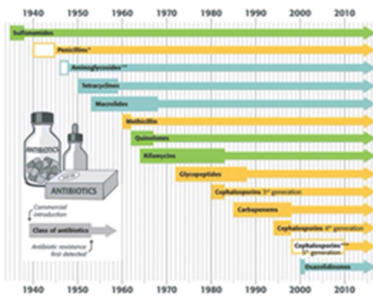 1940 1950 1960 1970 1980 1990 2000 2010
Sulfonamides
Penicillins*
Aminoglycosides***
Tetracyclines
Macrolides
Methicillin
Quinolones
Rifamycins
Glycopeptides
Cephalosporins 3rd generation
Carbapenems
Cephalosporins 4th generation
Cephalosporins
5th generation
Oxazolidinones
ANTIBIOTICS
ANTIBIOTICS
Commercial
introduction
Class of antibiotics
Antibiotic resistance
first detected
1940 1950 1960 1970 1980 1990 2000 2010